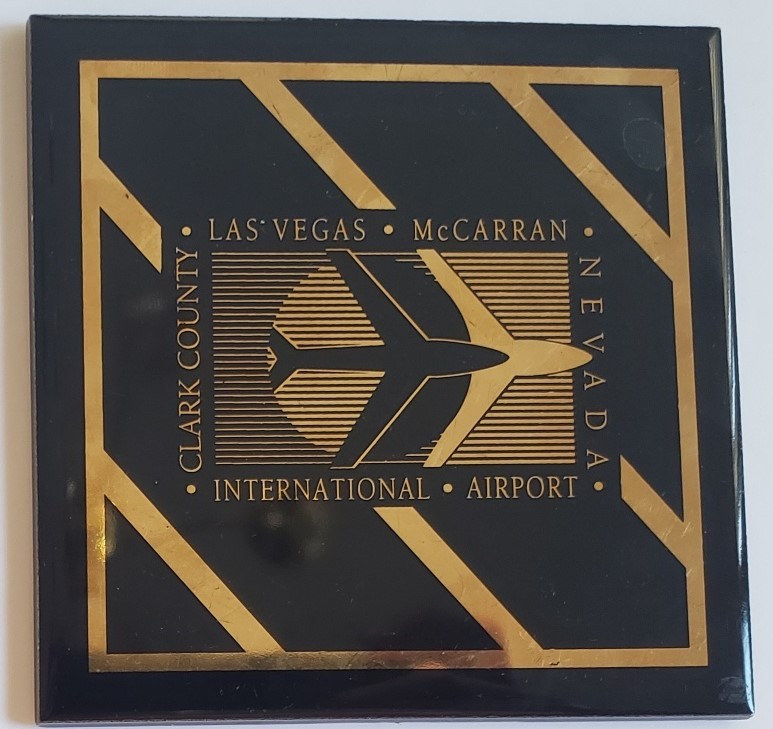 • LAS VEGAS • McCARRAN •
CLARK COUNTY
NEVADA
• INTERNATIONAL • AIRPORT •